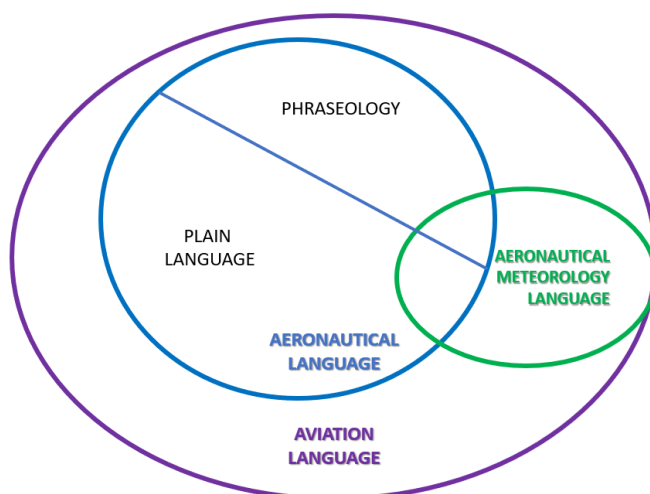 PHRASEOLOGY
PLAIN
LANGUAGE
AERONAUTICAL
METEOROLOGY
LANGUAGE
AERONAUTICAL
LANGUAGE
AVIATION
LANGUAGE